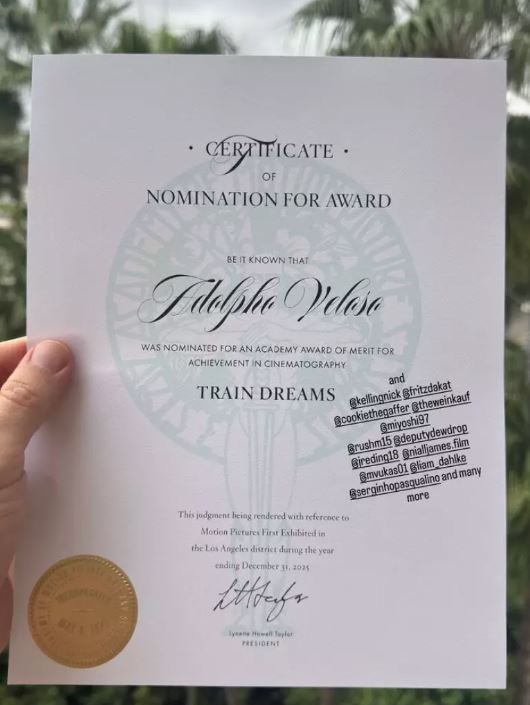 • CERTIFICATE •
OF
NOMINATION FOR AWARD
BE IT KNOWN THAT
Adolpho Veloso
WAS NOMINATED FOR AN ACADEMY AWARD OF MERIT FOR
ACHIEVEMENT IN CINEMATOGRAPHY
TRAIN DREAMS
and
@kellingnick @fritzdakat
@cookiethegaffer @theweinkauf
@miyoshi97
@rushm15 @deputydewdrop
@jreding18 @nialljames.film
@mvukas01 @liam_dahlke
@serginhopasqualino and many
more
This judgment being rendered with reference to
Motion Pictures First Exhibited in
the Los Angeles district during the year
ending December 31, 2025
Lynette Howell Taylor
PRESIDENT
INCORPORATED